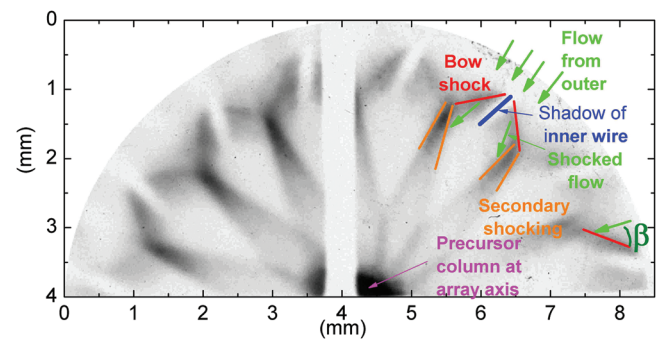 0
1
2
3
4
(mm)
Bow
shock
Flow
from
outer
Shadow of
inner wire
Shocked
flow
Secondary
shocking
β
Precursor
column at
array axis
0 1 2 3 4 5 6 7 8
(mm)